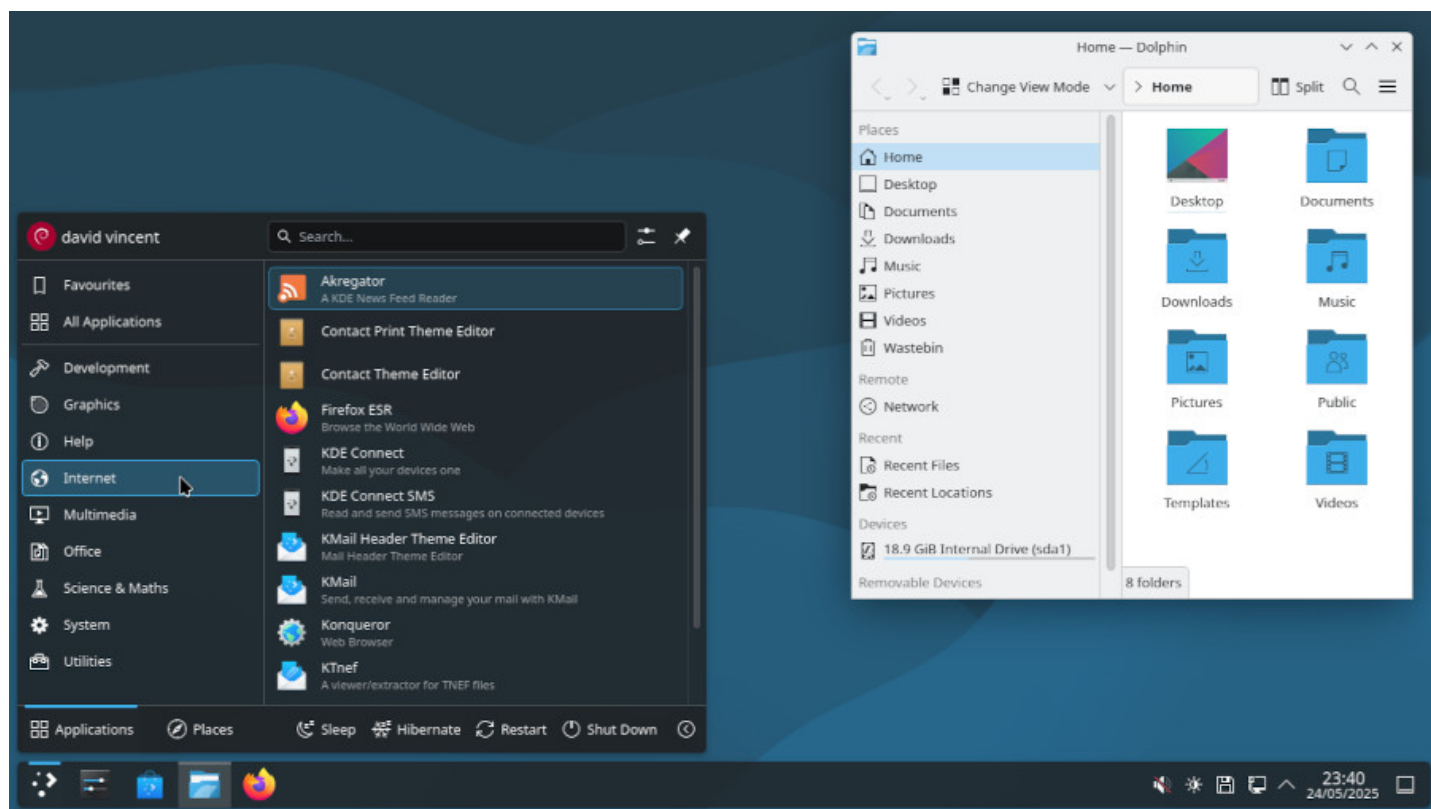 Home — Dolphin
Change View Mode
Home
Split
Places
Home
Desktop
Documents
Downloads
Music
Pictures
Videos
Wastebin
Remote
Network
Recent
Recent Files
Recent Locations
Devices
18.9 GiB Internal Drive (sda1)
Removable Devices
Desktop
Documents
Downloads
Music
Pictures
Public
Templates
Videos
8 folders
david vincent
Search...
Favourites
All Applications
Development
Graphics
Help
Internet
Multimedia
Office
Science & Maths
System
Utilities
Akregator
A KDE News Feed Reader
Contact Print Theme Editor
Contact Theme Editor
Firefox ESR
Browse the World Wide Web
KDE Connect
Make all your devices one
KDE Connect SMS
Read and send SMS messages on connected devices
KMail Header Theme Editor
Mail Header Theme Editor
KMail
Send, receive and manage your mail with KMail
Konqueror
Web Browser
KTnef
A viewer/extractor for TNEF files
Applications
Places
Sleep
Hibernate
Restart
Shut Down
23:40
24/05/2025